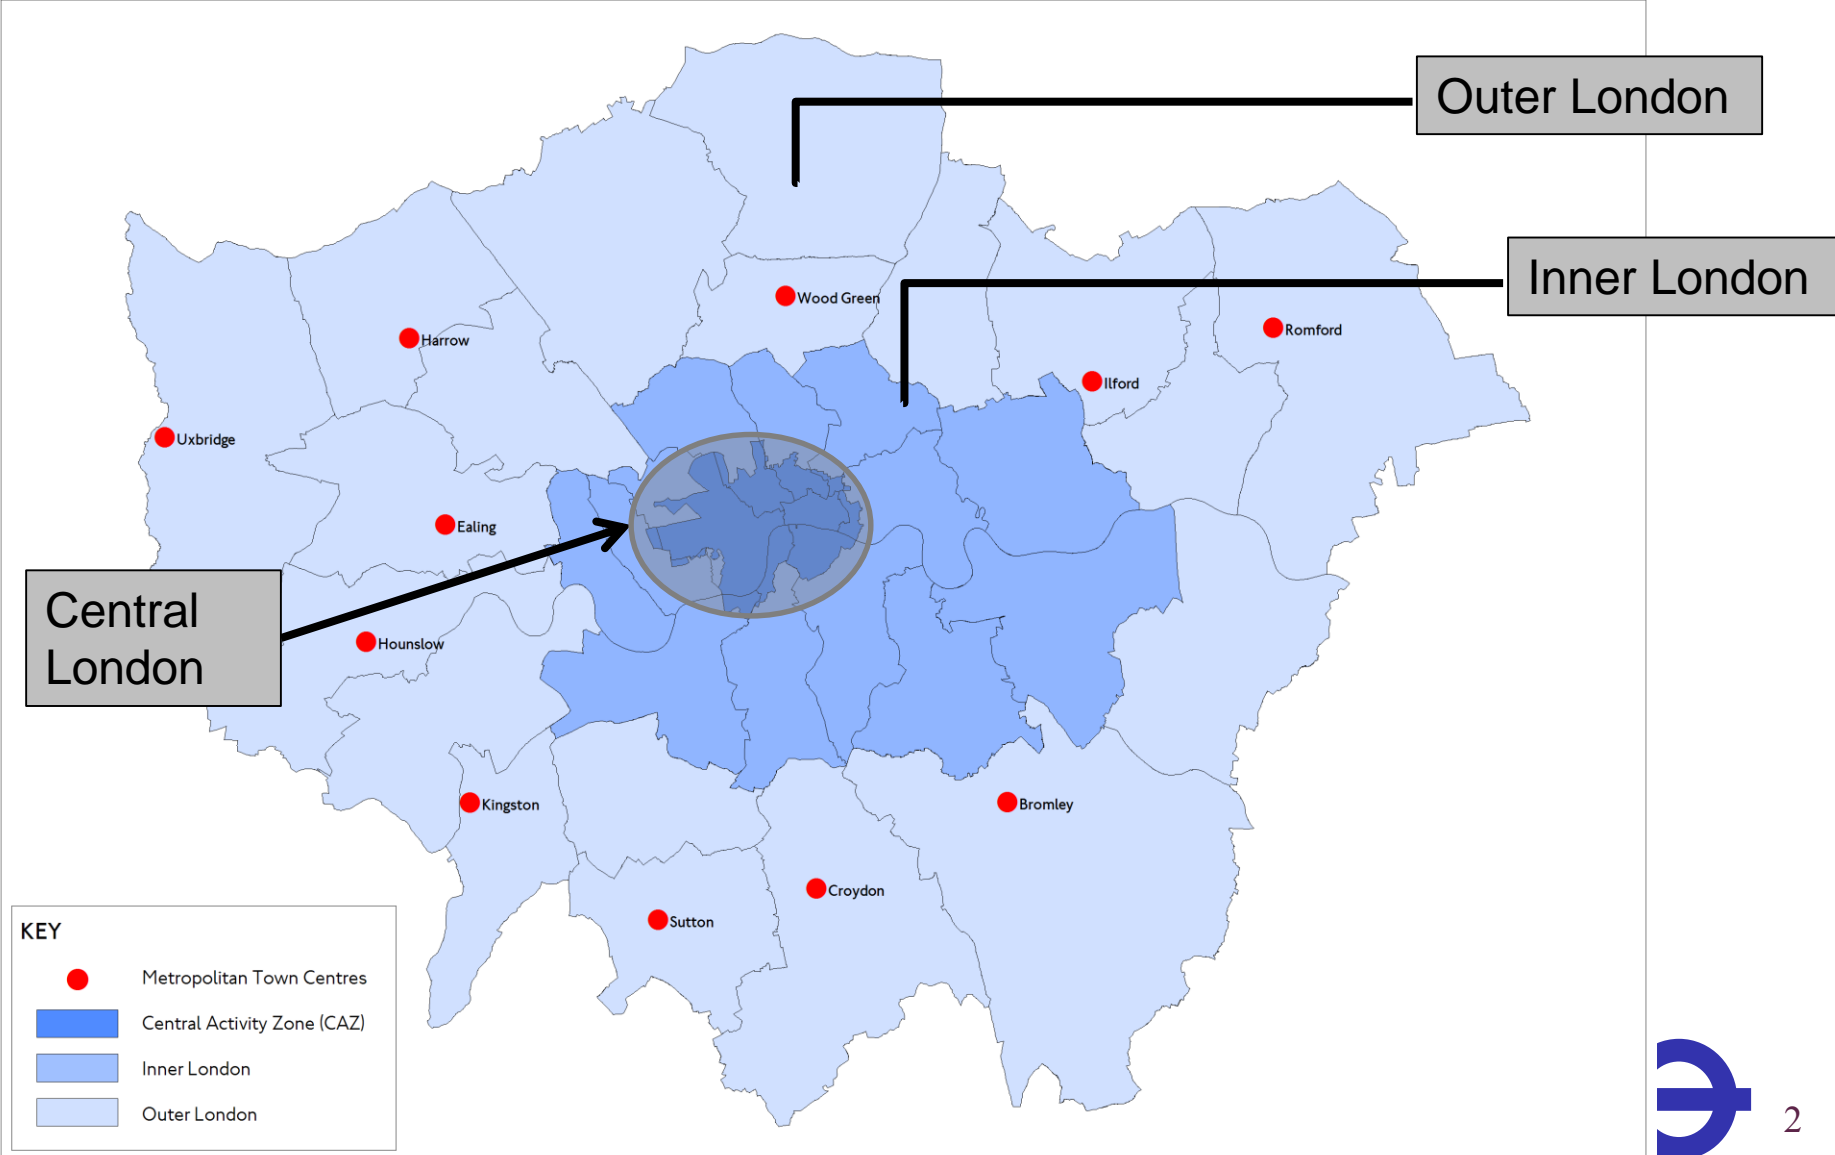 Outer London
Inner London
Wood Green
Romford
Harrow
Ilford
Uxbridge
Ealing
Central
London
Hounslow
Kingston
Bromley
Croydon
Sutton
KEY
Metropolitan Town Centres
Central Activity Zone (CAZ)
Inner London
Outer London
2